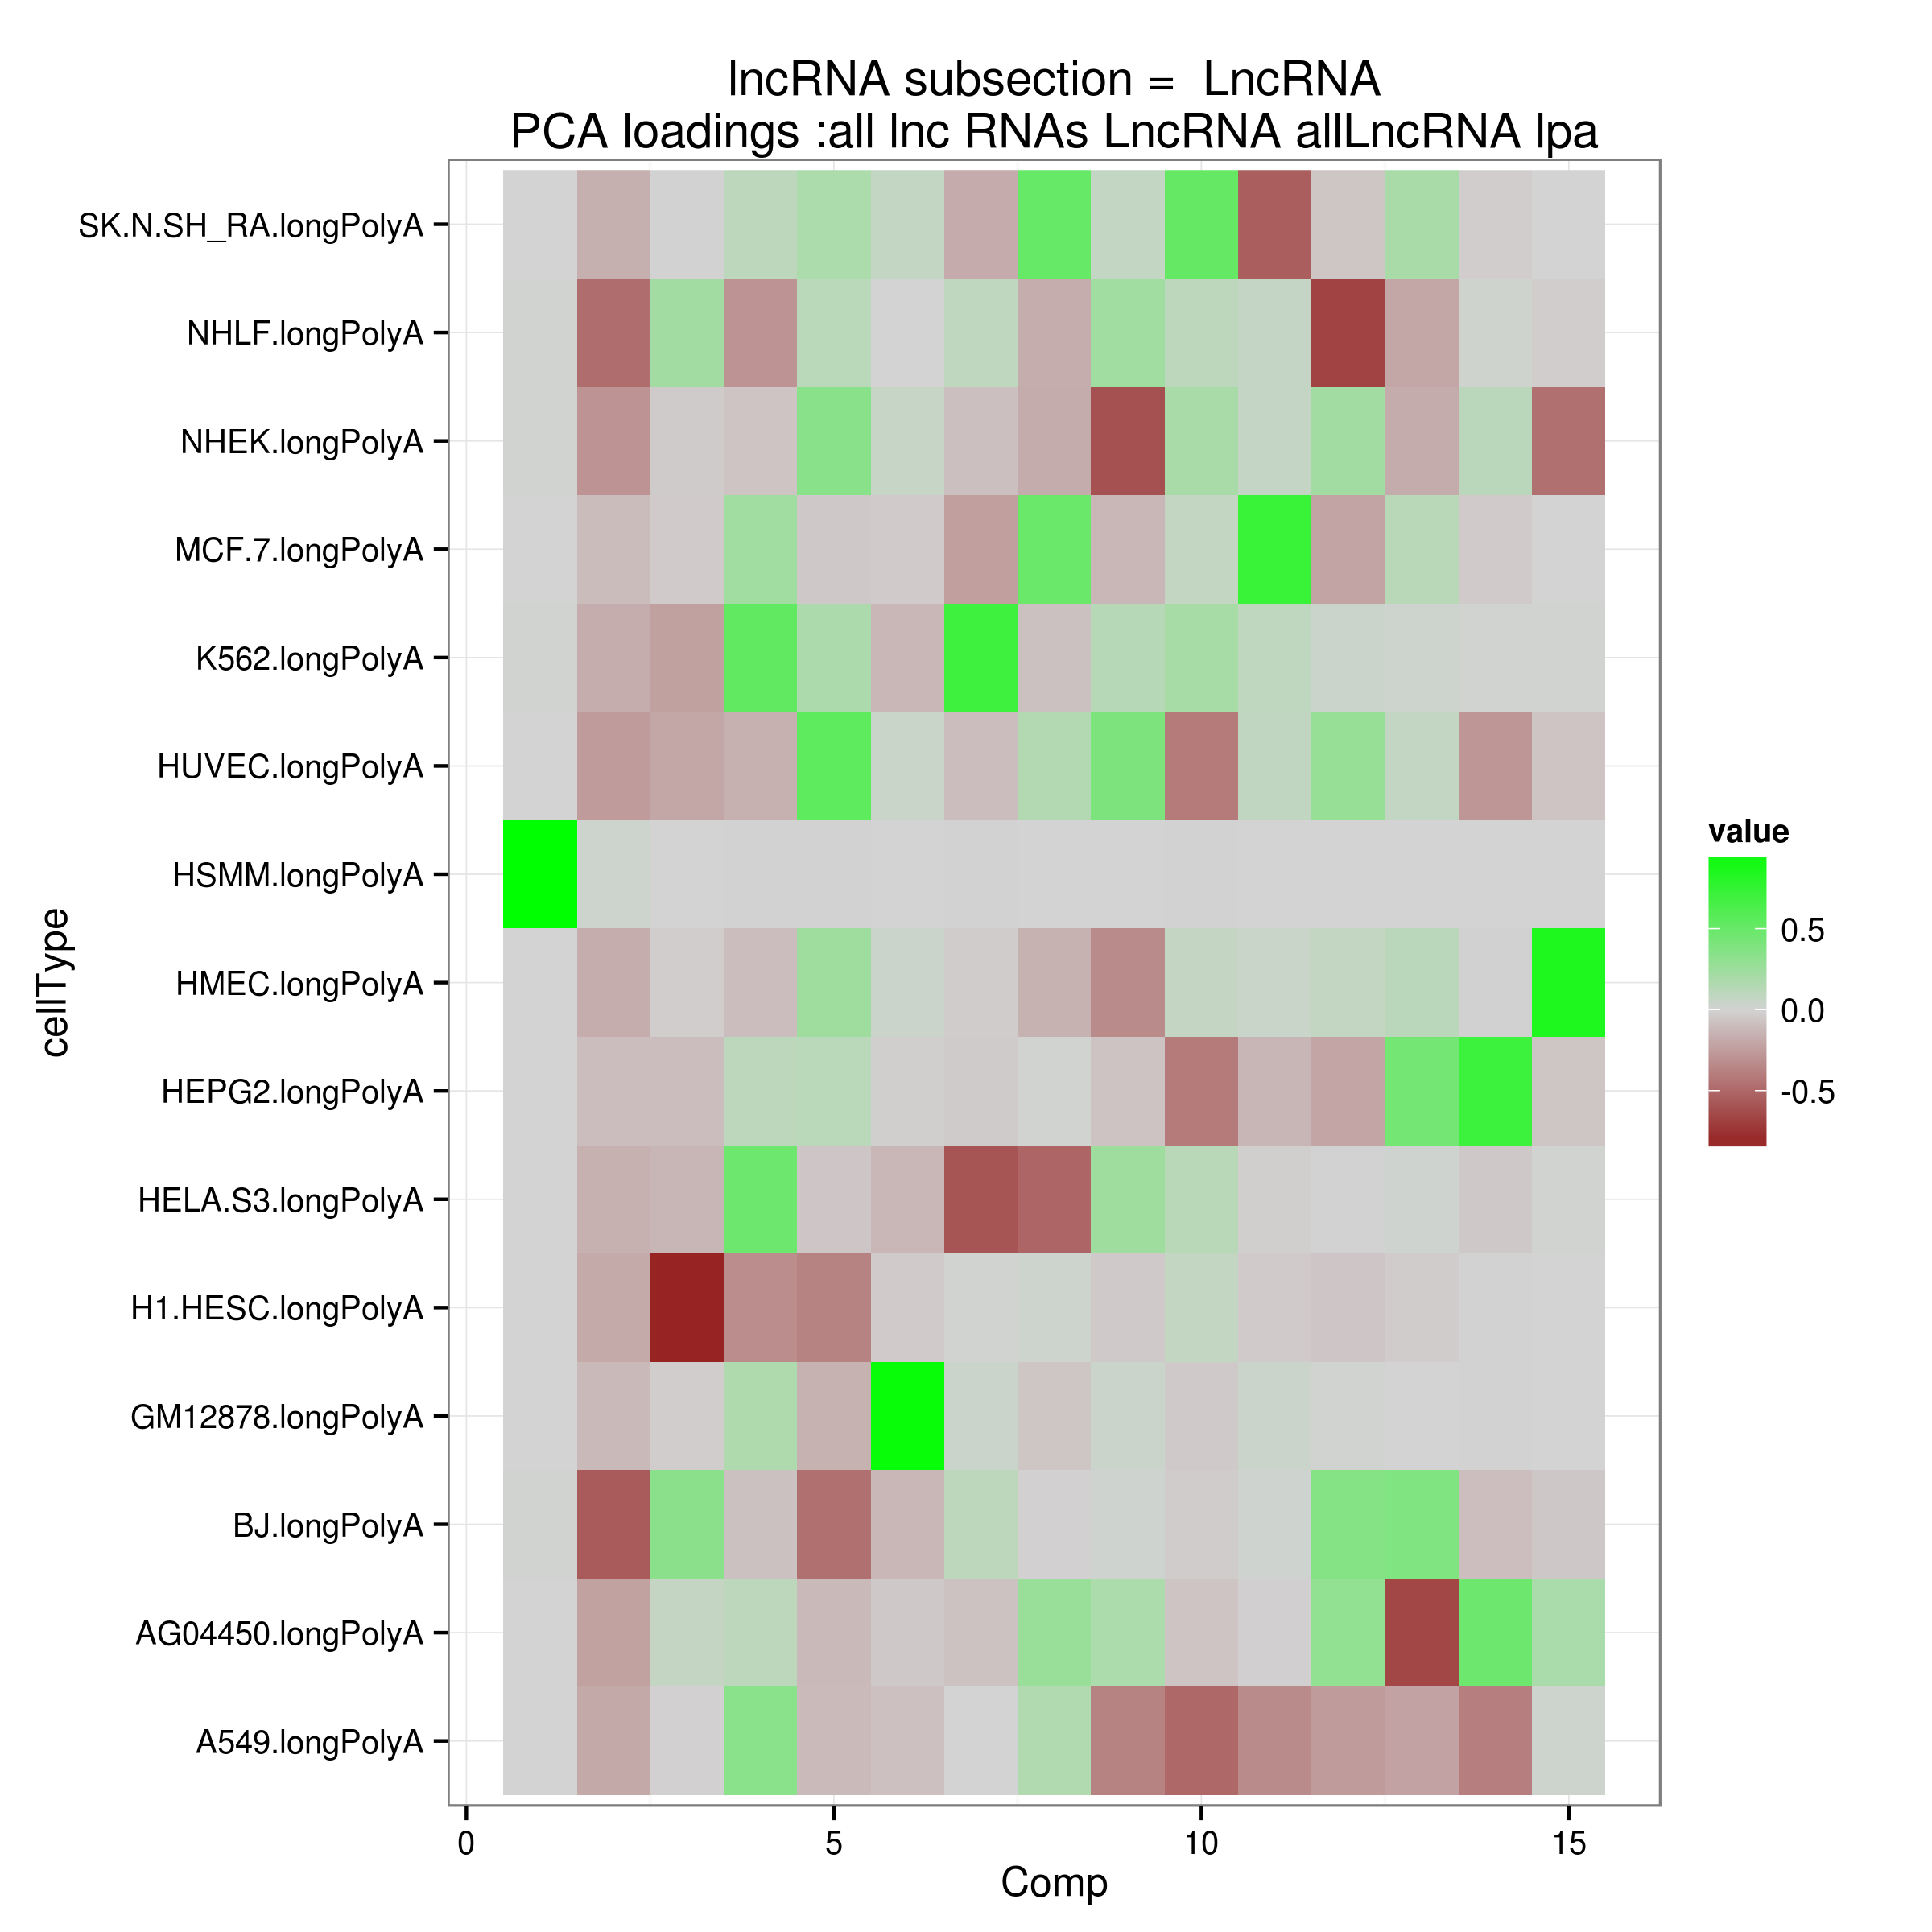 lncRNA subsection =  LncRNA
PCA loadings :all lnc RNAs LncRNA allLncRNA lpa
SK.N.SH_RA.longPolyA
NHLF.longPolyA
NHEK.longPolyA
MCF.7.longPolyA
K562.longPolyA
HUVEC.longPolyA
HSMM.longPolyA
HMEC.longPolyA
HEPG2.longPolyA
HELA.S3.longPolyA
H1.HESC.longPolyA
GM12878.longPolyA
BJ.longPolyA
AG04450.longPolyA
A549.longPolyA
cellType
0 5 10 15
Comp
value
0.5
0.0
-0.5